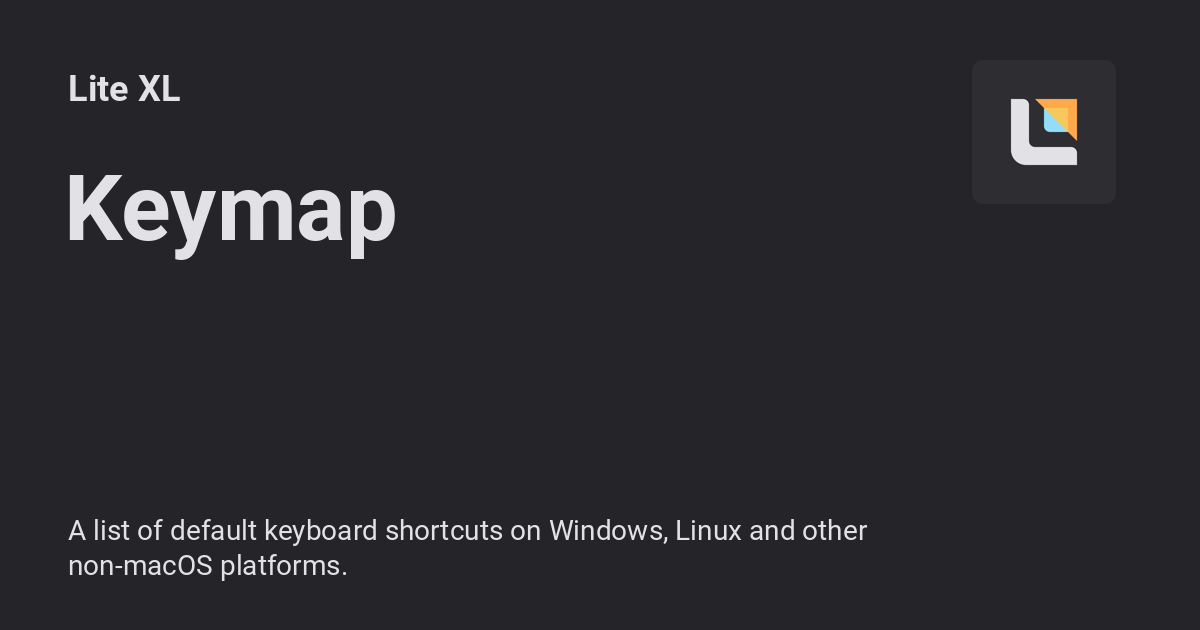 Lite XL
Keymap
A list of default keyboard shortcuts on Windows, Linux and other
non-macOS platforms.